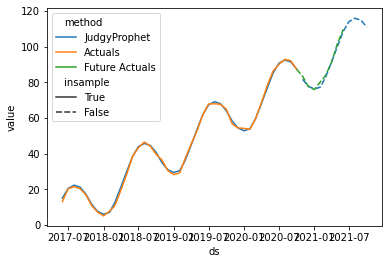 120
100
80
60
40
20
0
value
method
JudgyProphet
Actuals
Future Actuals
insample
True
False
2017-07
2018-01
2018-07
2019-01
2019-07
2020-01
2020-07
2021-01
2021-07
ds